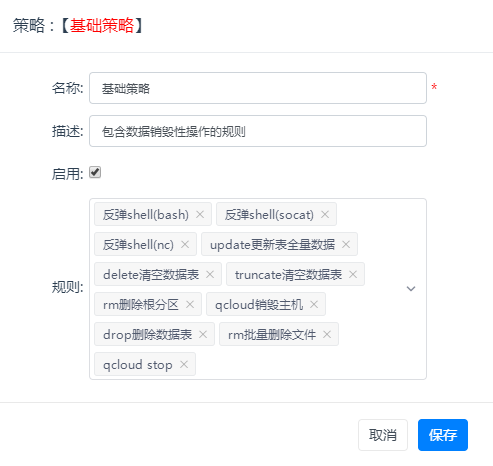 策略 :【基础策略】
名称: 基础策略 *
描述: 包含数据销毁性操作的规则
启用:
反弹shell(bash) × 反弹shell(socat) ×
反弹shell(nc) × update更新表全量数据 ×
delete清空数据表 × truncate清空数据表 ×
规则: rm删除根分区 × qcloud销毁主机 ×
drop删除数据表 × rm批量删除文件 ×
qcloud stop ×
取消 保存